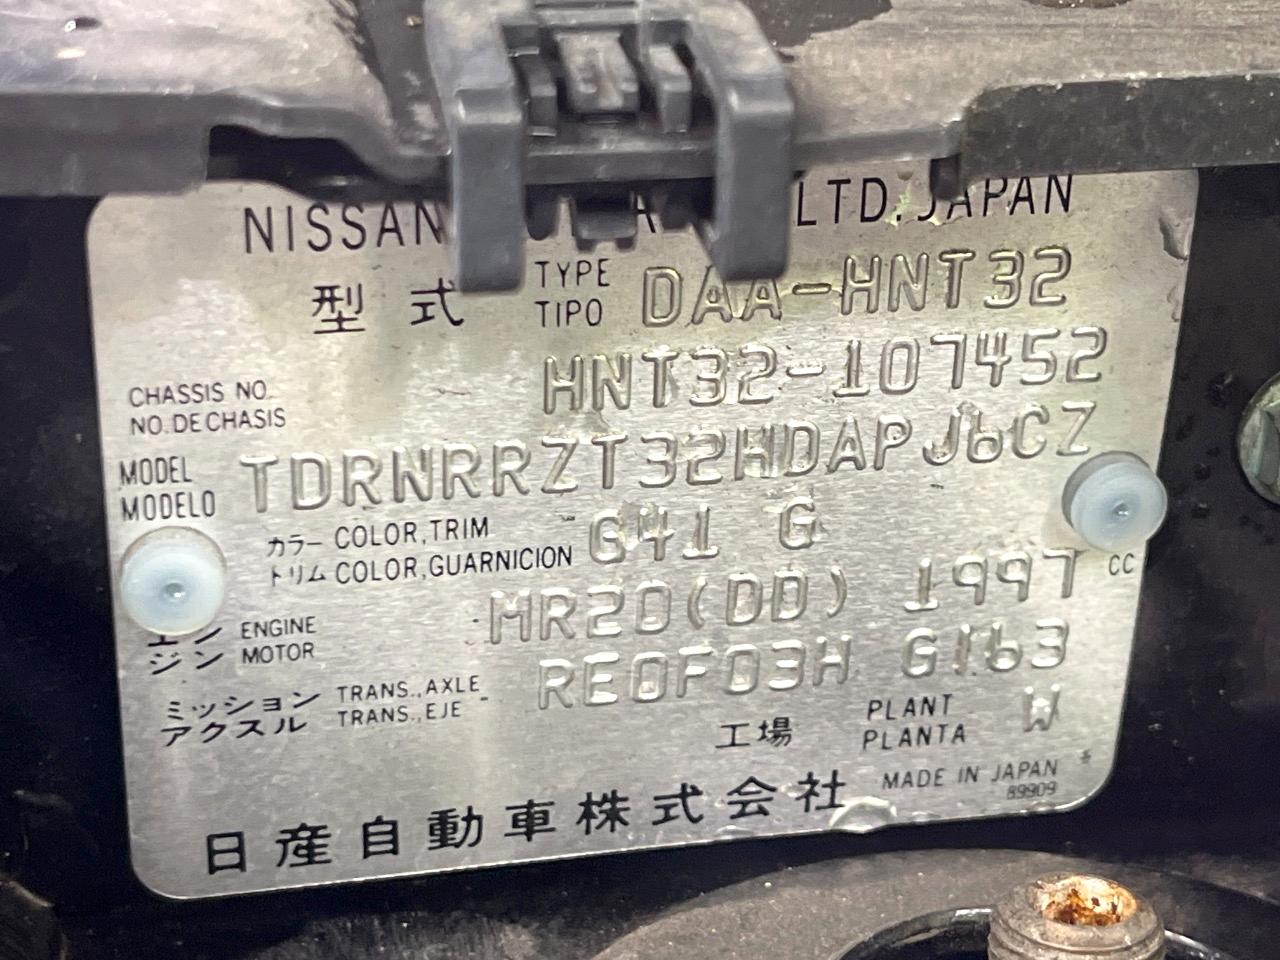 NISSAN LTD. JAPAN
型式 TYPE TIPO DAA-HNT32
CHASSIS NO. NO. DE CHASIS HNT32-107452
MODEL MODELO TDRNRRZT32HDAPJ6CZ
カラー COLOR,TRIM トリム COLOR,GUARNICION G41 G
エンジン ENGINE MOTOR MR20(DD) 1997 CC
ミッション TRANS.,AXLE アクスル TRANS.,EJE RE0F03H G163
工場 PLANT PLANTA W
日産自動車株式会社 MADE IN JAPAN
89909